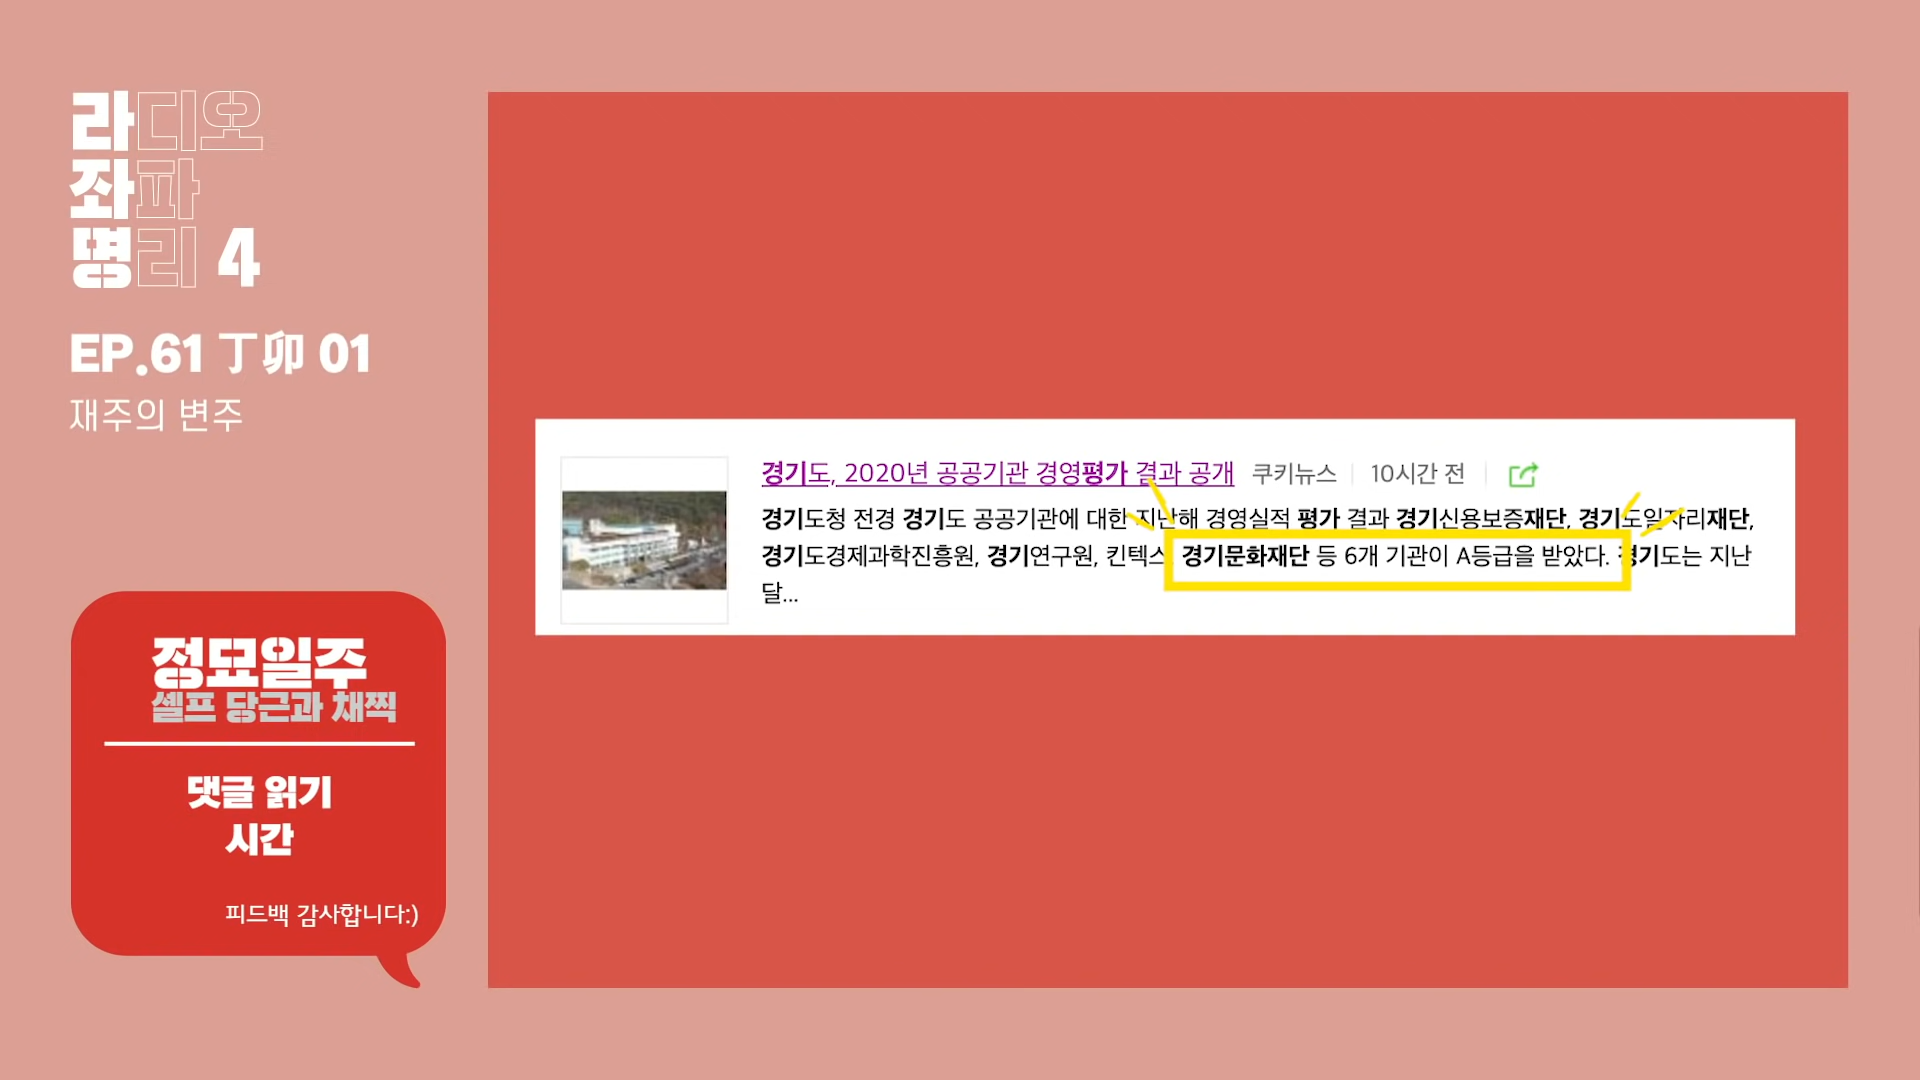 라디오
좌파
명리 4
EP.61 丁卯 01
재주의 변주
정묘일주
셀프 당근과 채찍
댓글 읽기
시간
피드백 감사합니다:)
경기도, 2020년 공공기관 경영평가 결과 공개 쿠키뉴스 10시간 전
경기도청 전경 경기도 공공기관에 대한 지난해 경영실적 평가 결과 경기신용보증재단, 경기도일자리재단,
경기도경제과학진흥원, 경기연구원, 킨텍스, 경기문화재단 등 6개 기관이 A등급을 받았다. 경기도는 지난
달...